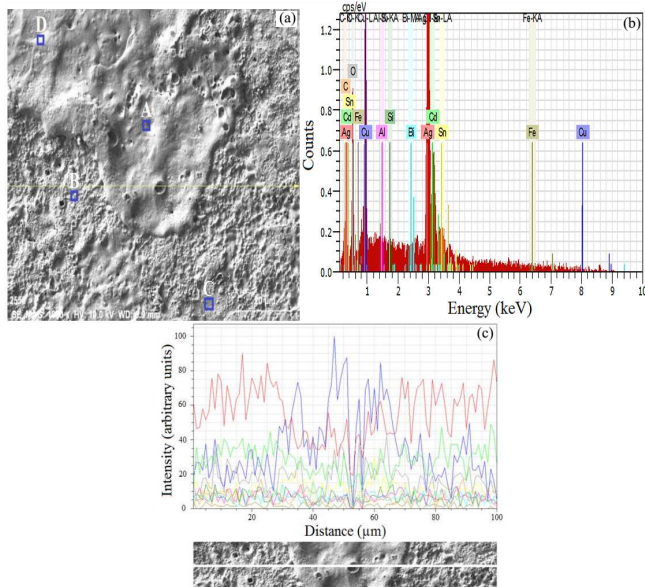 (a)
D
A
B
C
cps/eV
(b)
Fe-KA
1.2
1.0
0.8
0.6
0.4
0.2
0.0
Counts
O
C
Sn
Cd Fe Si Cd
Ag Cu Al Bi Ag Sn Fe Cu
1 2 3 4 5 6 7 8 9 10
Energy (keV)
(c)
100
80
60
40
20
0
Intensity (arbitrary units)
20 40 60 80 100
Distance (µm)